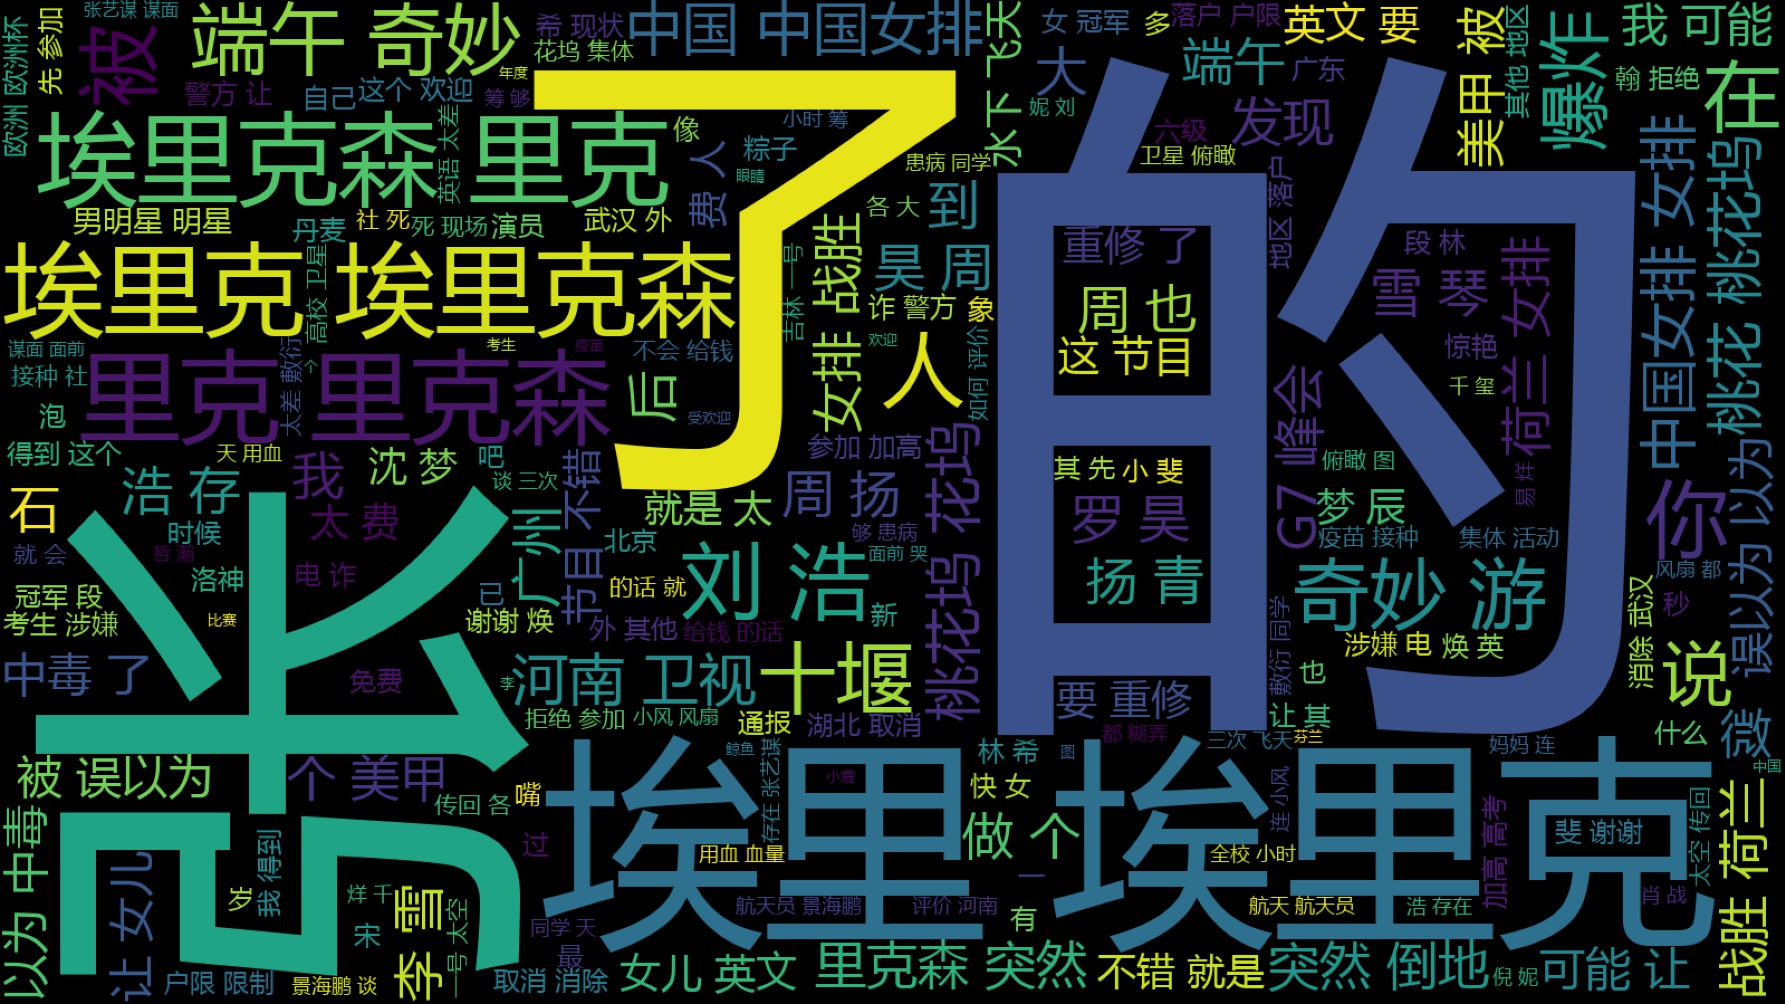 张艺谋 谋面
希 现状
中国 中国女排
女 冠军
多
落户 户限
英文 要
我 可能
端午 奇妙
花坞 集体
年度
端午
广东
其他 地区
爆炸
翰 拒绝
在
欧洲 欧洲杯
先 参加
被
警方 让
自己
这个 欢迎
筹 够
水下 飞天
大
妮 刘
发现
美甲 被
埃里克森 里克
英语 太差
像
小时 筹
粽子
费 人
眼睛
患病 同学
六级
卫星 俯瞰
男明星 明星
社 死
死 现场
演员
武汉 外
丹麦
了
的
各 大
到
地区 落户
重修 了
段 林
埃里克 埃里克森
高校 卫星
吉林 一号
女排 战胜
昊 周
诈 警方
象
周 也
雪 琴
荷兰 女排
中国女排 女排
桃花 桃花坞
谋面 面前
接种 社
考生
疫苗
不会 给钱
欢迎
如何 评价
这 节目
惊艳
千 玺
里克 里克森
太差 敷衍
个
后
受欢迎
人
峰会 G7
泡
得到 这个
天 用血
我
沈 梦
吧
谈 三次
节目 不错
参加 加高
桃花坞 花坞
其 先
小 斐
俯瞰 图
易 烊
石
浩 存
太 费
就是 太
周 扬
罗 昊
梦 辰
你
时候
广州
北京
够 患病
面前 哭
疫苗 接种
集体 活动
误以为 以为
就 会
哲 瀚
洛神
电 诈
已
的话 就
刘 浩
新
扬 青
奇妙 游
风扇 都
冠军 段
考生 涉嫌
比赛
谢谢 焕
外 其他
给钱 的话
敷衍 同学
涉嫌 电
焕 英
消除 武汉
秒
中毒 了
免费
李
河南 卫视
十堰
要 重修
也
让 其
说
张
拒绝 参加
小风 风扇
通报
湖北 取消
都 糊弄
三次 飞天
芬兰
什么
微
被 误以为
个 美甲
传回 各
嘴
鲸鱼
存在 张艺谋
小鹿
林 希
图
快 女
妈妈 连
中国
埃里 埃里克
以为 中毒
让 女儿
我 得到
岁
过
用血 血量
做 个
连 小风
全校 小时
加高 高考
斐 谢谢
太空 传回
烊 千
宋
李 雪
一号 太空
同学 天
最
航天员 景海鹏
评价 河南
一
有
航天 航天员
浩 存在
肖 战
战胜 荷兰
户限 限制
景海鹏 谈
取消 消除
女儿 英文
里克森 突然
不错 就是
突然 倒地
倪 妮
可能 让